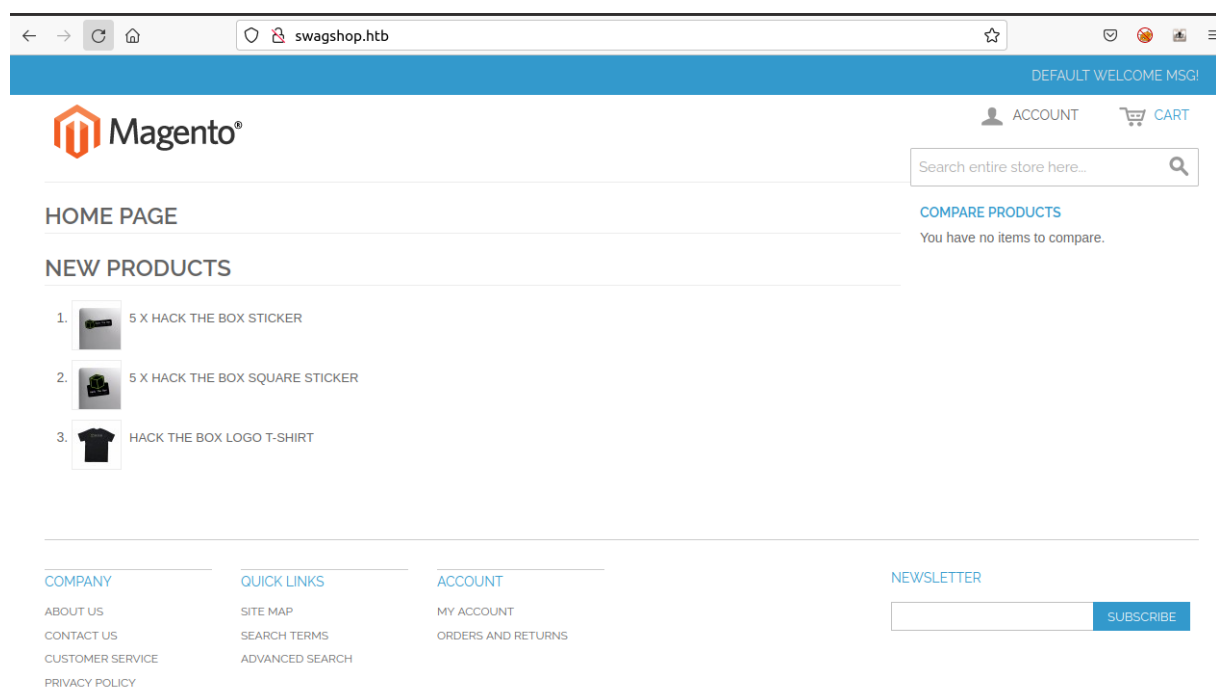 swagshop.htb
DEFAULT WELCOME MSG!
Magento®
ACCOUNT
CART
Search entire store here...
HOME PAGE
COMPARE PRODUCTS
You have no items to compare.
NEW PRODUCTS
1. 5 X HACK THE BOX STICKER
2. 5 X HACK THE BOX SQUARE STICKER
3. HACK THE BOX LOGO T-SHIRT
COMPANY
ABOUT US
CONTACT US
CUSTOMER SERVICE
PRIVACY POLICY
QUICK LINKS
SITE MAP
SEARCH TERMS
ADVANCED SEARCH
ACCOUNT
MY ACCOUNT
ORDERS AND RETURNS
NEWSLETTER
SUBSCRIBE